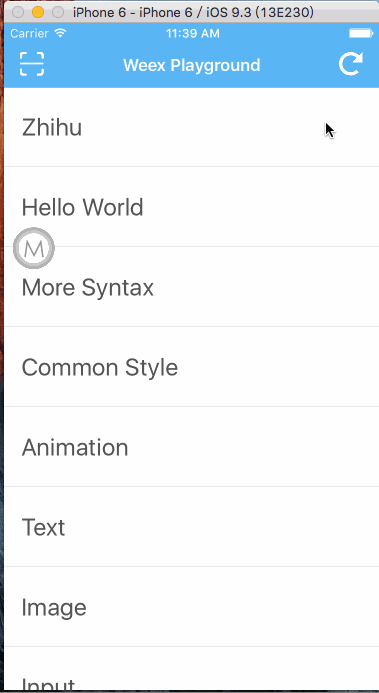 iPhone 6 - iPhone 6 / iOS 9.3 (13E230)
Carrier 11:39 AM
Weex Playground
Zhihu
Hello World
M
More Syntax
Common Style
Animation
Text
Image
Input